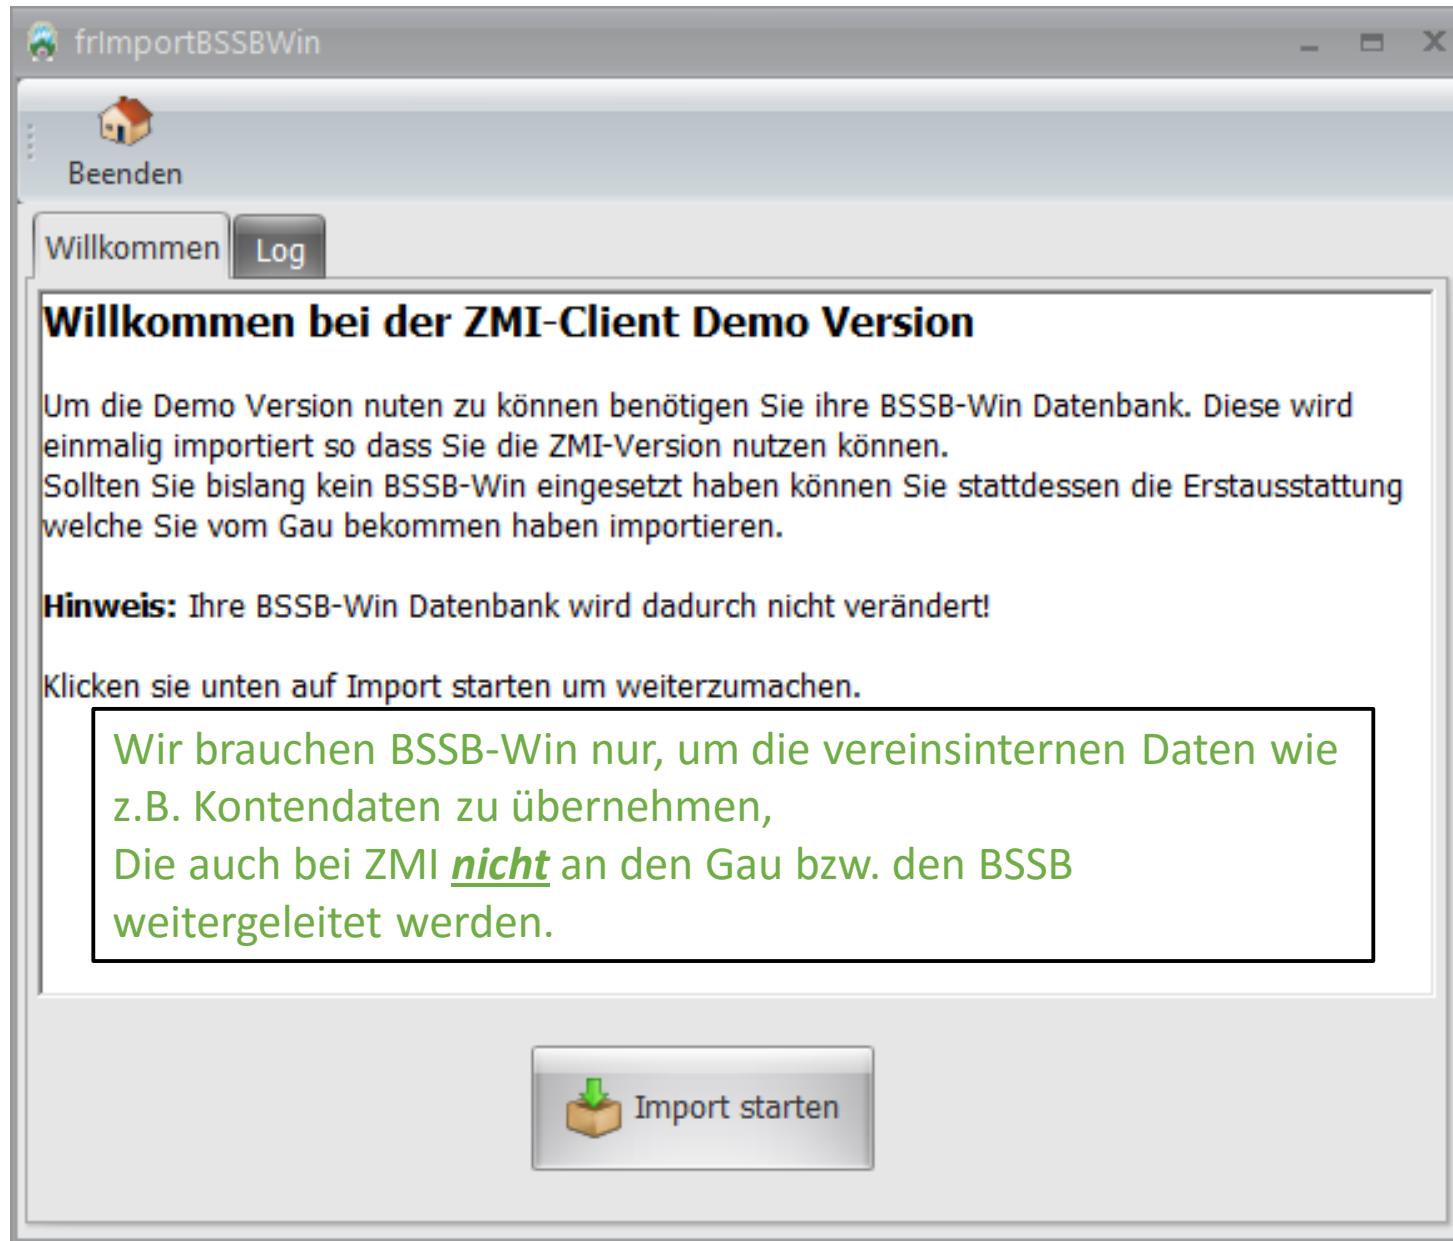 frImportBSSBWin
Beenden
Willkommen
Log
Willkommen bei der ZMI-Client Demo Version
Um die Demo Version nuten zu können benötigen Sie ihre BSSB-Win Datenbank. Diese wird
einmalig importiert so dass Sie die ZMI-Version nutzen können.
Sollten Sie bislang kein BSSB-Win eingesetzt haben können Sie stattdessen die Erstausstattung
welche Sie vom Gau bekommen haben importieren.
Hinweis: Ihre BSSB-Win Datenbank wird dadurch nicht verändert!
Klicken sie unten auf Import starten um weiterzumachen.
Wir brauchen BSSB-Win nur, um die vereinsinternen Daten wie
z.B. Kontendaten zu übernehmen,
Die auch bei ZMI nicht an den Gau bzw. den BSSB
weitergeleitet werden.
Import starten